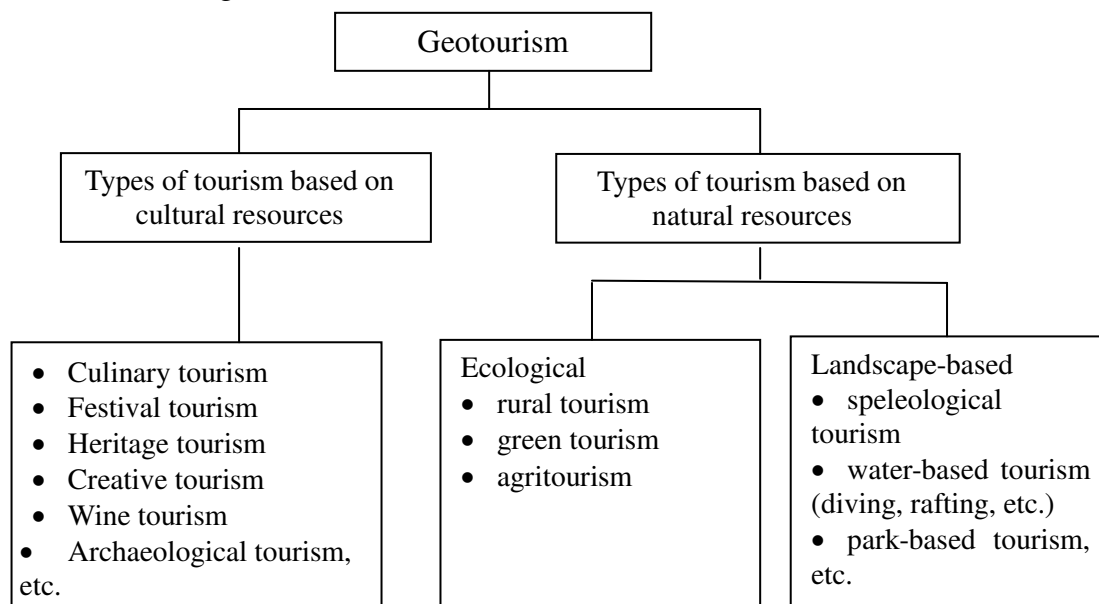 Geotourism
Types of tourism based on
cultural resources
Types of tourism based on
natural resources
• Culinary tourism
• Festival tourism
• Heritage tourism
• Creative tourism
• Wine tourism
• Archaeological tourism,
etc.
Ecological
• rural tourism
• green tourism
• agritourism
Landscape-based
• speleological
tourism
• water-based tourism
(diving, rafting, etc.)
• park-based tourism,
etc.